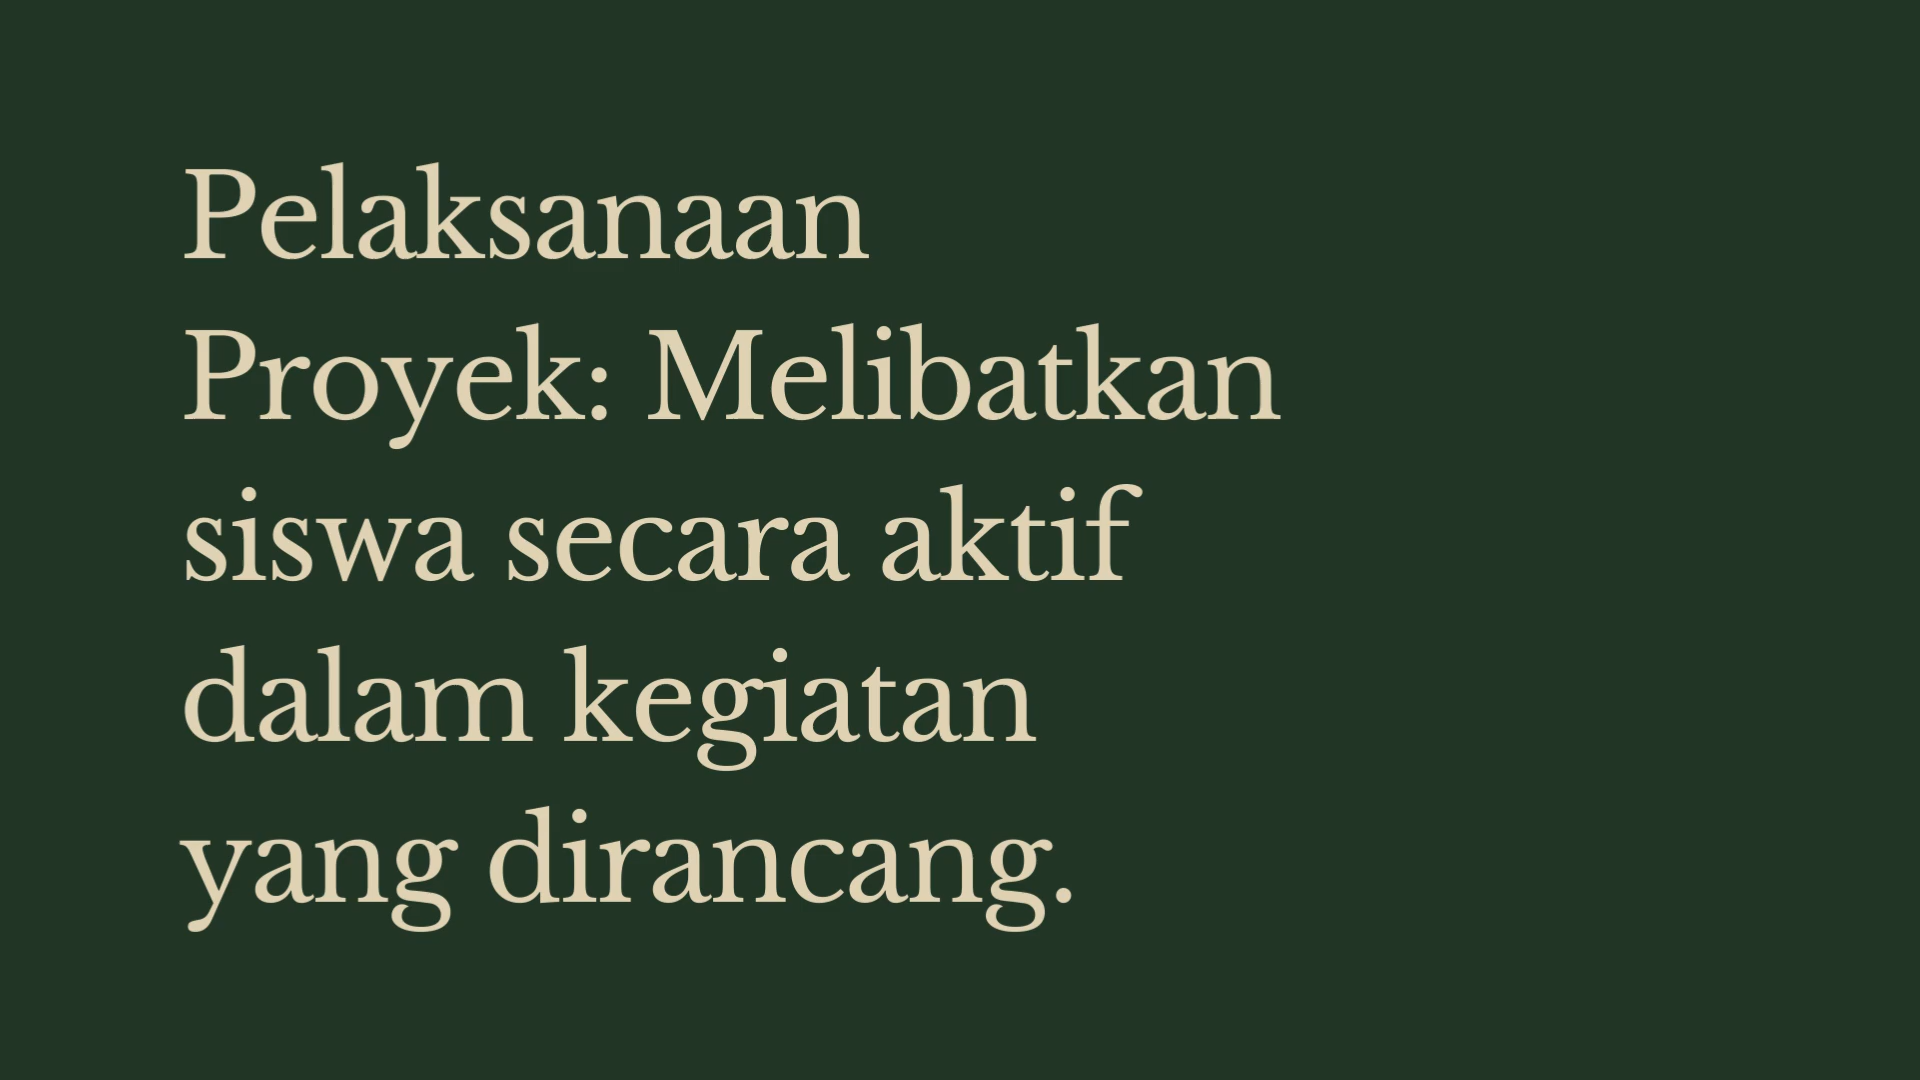 Pelaksanaan
Proyek: Melibatkan
siswa secara aktif
dalam kegiatan
yang dirancang.